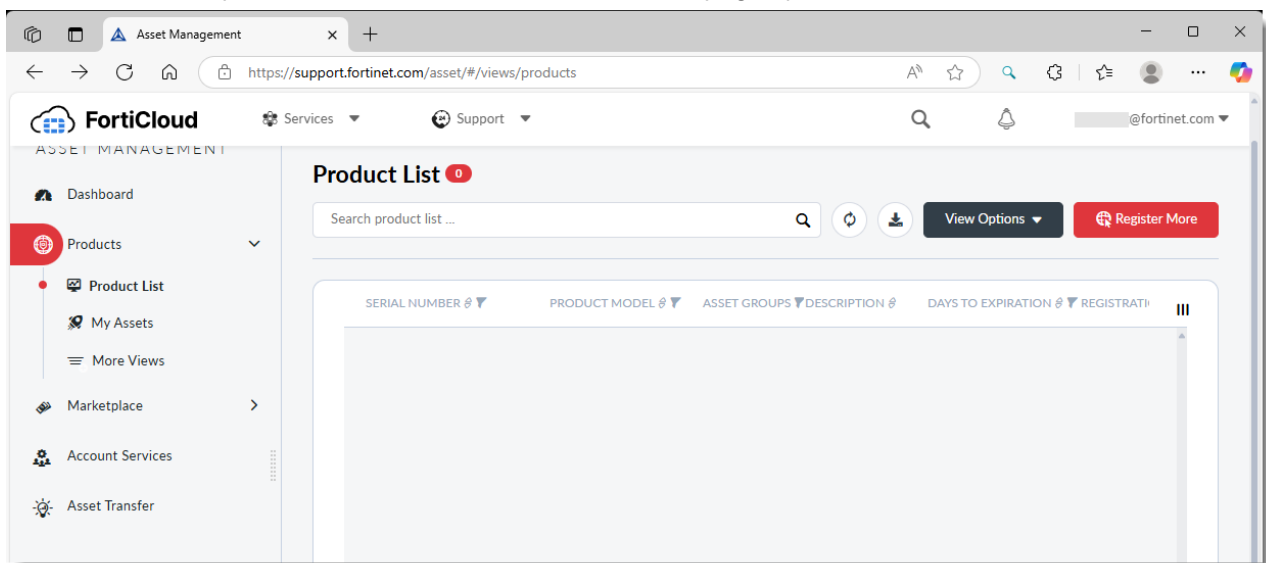 Asset Management
https://support.fortinet.com/asset/#/views/products
FortiCloud
Services
Support
@fortinet.com
ASSET MANAGEMENT
Dashboard
Products
Product List
My Assets
More Views
Marketplace
Account Services
Asset Transfer
Product List 0
Search product list ...
View Options
Register More
SERIAL NUMBER PRODUCT MODEL ASSET GROUPS DESCRIPTION DAYS TO EXPIRATION REGISTRATI